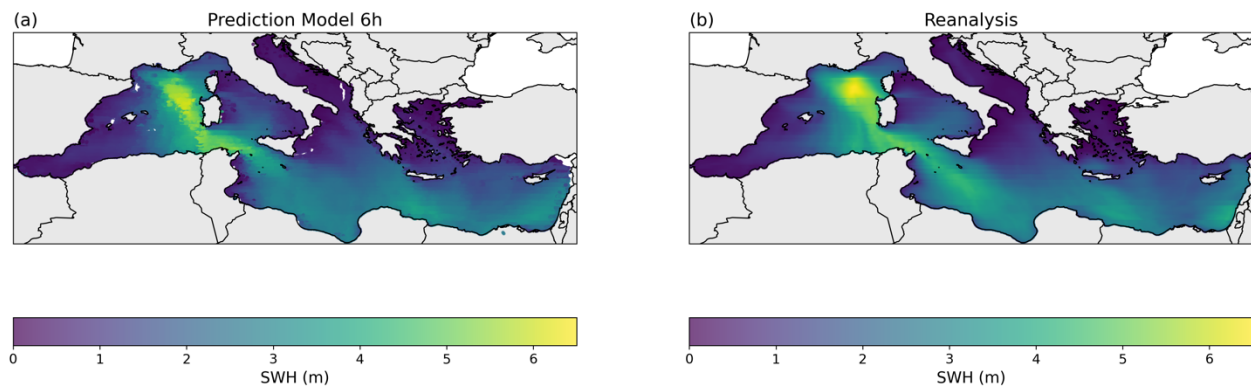 (a) Prediction Model 6h
(b) Reanalysis
0 1 2 3 4 5 6
SWH (m)
0 1 2 3 4 5 6
SWH (m)